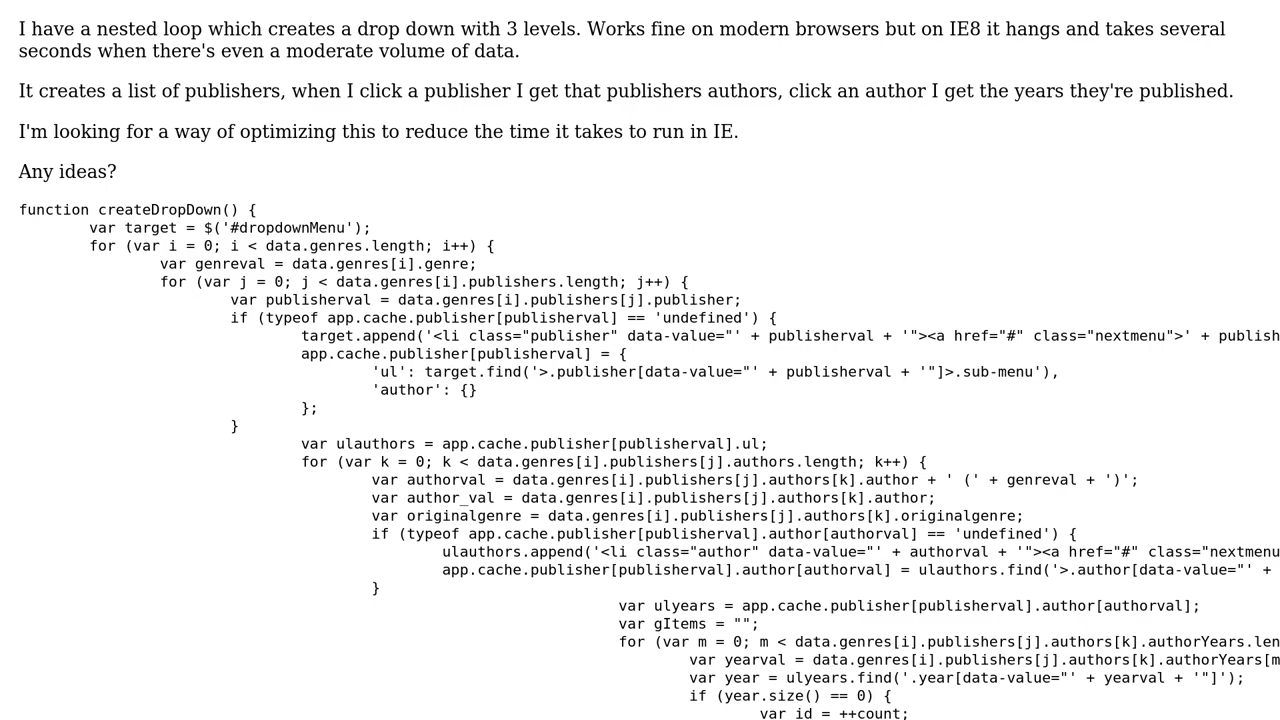 I have a nested loop which creates a drop down with 3 levels. Works fine on modern browsers but on IE8 it hangs and takes several
seconds when there's even a moderate volume of data.
It creates a list of publishers, when I click a publisher I get that publishers authors, click an author I get the years they're published.
I'm looking for a way of optimizing this to reduce the time it takes to run in IE.
Any ideas?
function createDropDown() {
var target = $('#dropdownMenu');
for (var i = 0; i < data.genres.length; i++) {
var genreval = data.genres[i].genre;
for (var j = 0; j < data.genres[i].publishers.length; j++) {
var publisherval = data.genres[i].publishers[j].publisher;
if (typeof app.cache.publisher[publisherval] == 'undefined') {
target.append('<li class="publisher" data-value="' + publisherval + '"><a href="#" class="nextmenu">' + publish
app.cache.publisher[publisherval] = {
'ul': target.find('>.publisher[data-value="' + publisherval + '"]>.sub-menu'),
'author': {}
};
}
var ulauthors = app.cache.publisher[publisherval].ul;
for (var k = 0; k < data.genres[i].publishers[j].authors.length; k++) {
var authorval = data.genres[i].publishers[j].authors[k].author + ' (' + genreval + ')';
var author_val = data.genres[i].publishers[j].authors[k].author;
var originalgenre = data.genres[i].publishers[j].authors[k].originalgenre;
if (typeof app.cache.publisher[publisherval].author[authorval] == 'undefined') {
ulauthors.append('<li class="author" data-value="' + authorval + '"><a href="#" class="nextmenu
app.cache.publisher[publisherval].author[authorval] = ulauthors.find('>.author[data-value="' +
}
var ulyears = app.cache.publisher[publisherval].author[authorval];
var gItems = "";
for (var m = 0; m < data.genres[i].publishers[j].authors[k].authorYears.len
var yearval = data.genres[i].publishers[j].authors[k].authorYears[m
var year = ulyears.find('.year[data-value="' + yearval + '"]');
if (year.size() == 0) {
var id = ++count;